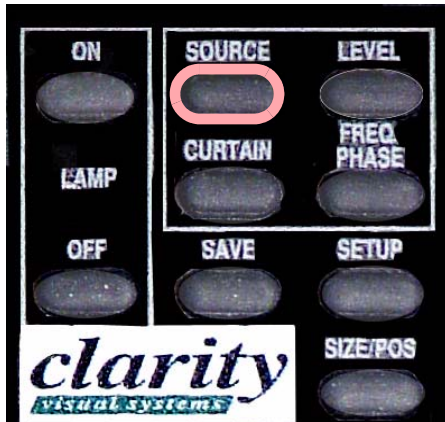 ON
SOURCE
LEVEL
CURTAIN
FREQ
PHASE
LAMP
OFF
SAVE
SETUP
SIZE/POS
clarity
visual systems